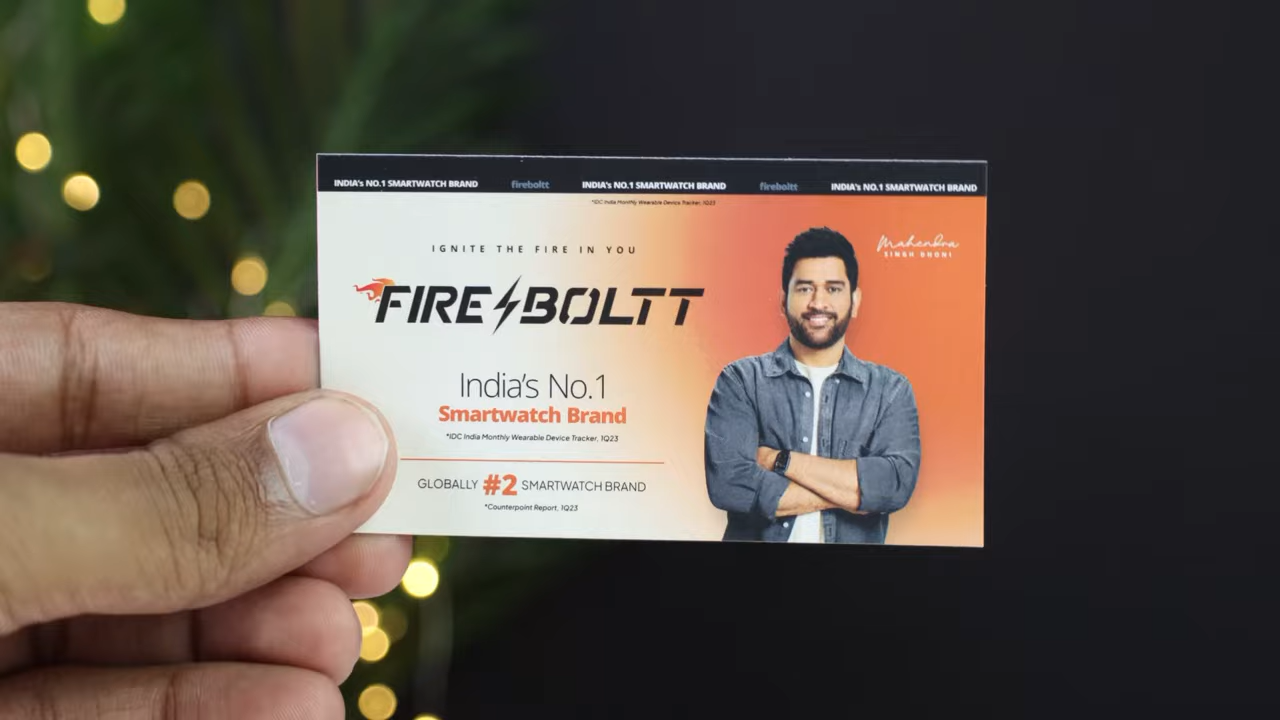 INDIA's NO.1 SMARTWATCH BRAND fireboltt INDIA's NO.1 SMARTWATCH BRAND fireboltt INDIA's NO.1 SMARTWATCH BRAND
*IDC India Monthly Wearable Device Tracker, 1Q23
IGNITE THE FIRE IN YOU
Mahendra
SINGH DHONI
FIRE BOLTT
India's No.1
Smartwatch Brand
*IDC India Monthly Wearable Device Tracker, 1Q23
GLOBALLY #2 SMARTWATCH BRAND
*Counterpoint Report, 1Q23